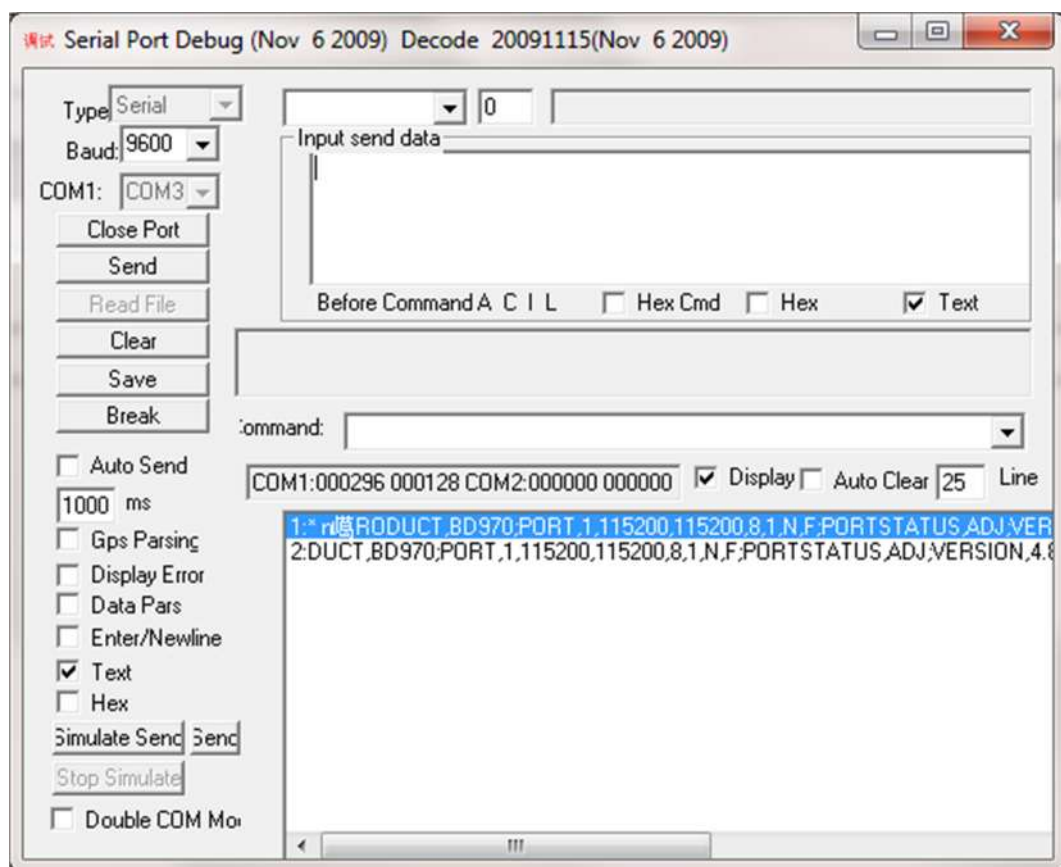 调试 Serial Port Debug (Nov 6 2009) Decode 20091115(Nov 6 2009)
Type Serial
0
Baud: 9600
Input send data
COM1: COM3
Close Port
Send
Read File
Before Command A C I L Hex Cmd Hex Text
Clear
Save
Break
:ommand:
Auto Send
COM1:000296 000128 COM2:000000 000000 Display Auto Clear 25 Line
1000 ms
1:* RODUCT,BD970;PORT,1,115200,115200,8,1,N,F;PORTSTATUS,ADJ;VER
Gps Parsing
2:DUCT,BD970;PORT,1,115200,115200,8,1,N,F;PORTSTATUS,ADJ;VERSION,4.8
Display Error
Data Pars
Enter/Newline
Text
Hex
Simulate Send Send
Stop Simulate
Double COM Mo